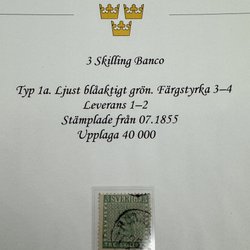 3 Skilling Banco
Typ 1a. Ljust blåaktigt grön. Färgstyrka 3–4
Leverans 1–2
Stämplade från 07.1855
Upplaga 40 000
SVERIGE